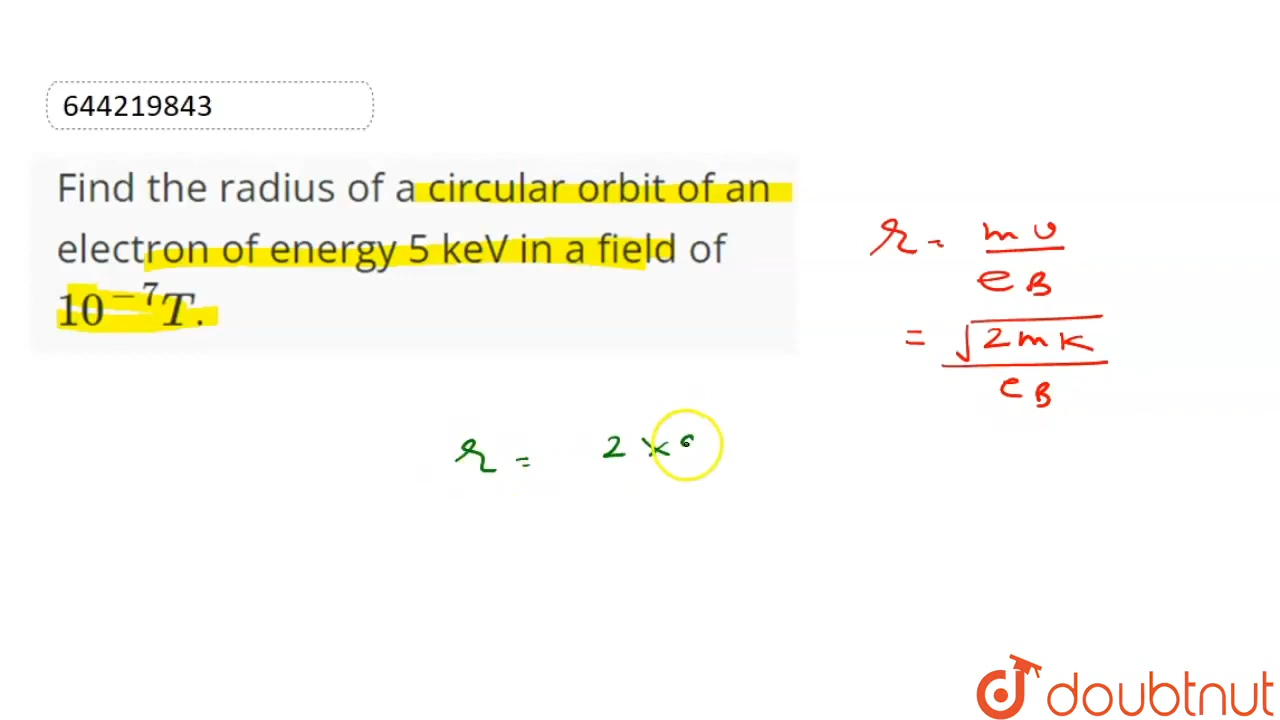 644219843
Find the radius of a circular orbit of an
electron of energy 5 keV in a field of
10⁻⁷T.
r = mv / eB
= √2mK / eB
r = 2 ×
doubtnut